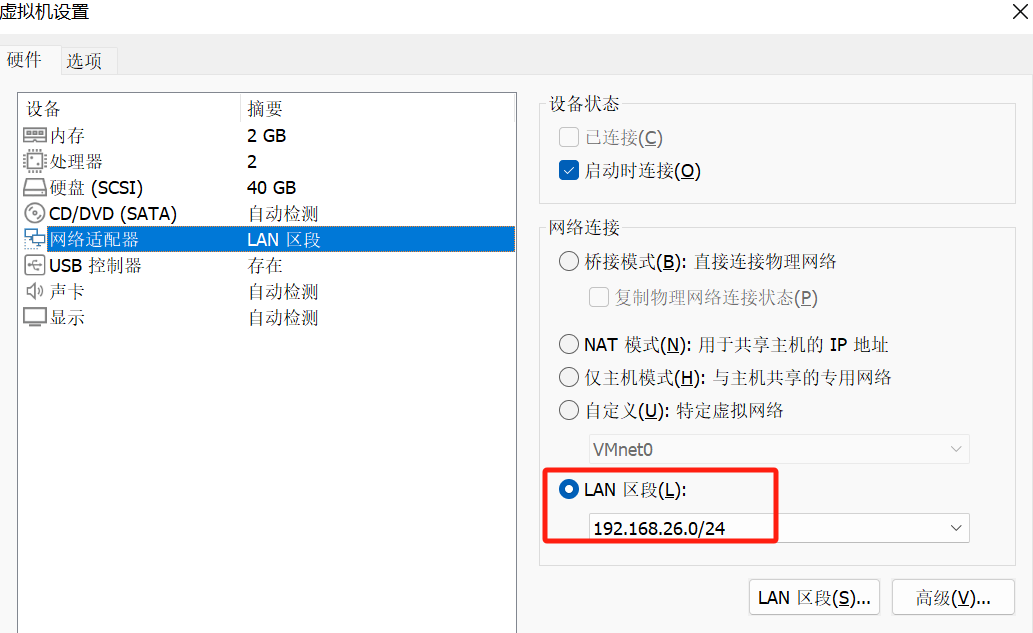 虚拟机设置
硬件 选项
设备 摘要
内存 2 GB
处理器 2
硬盘 (SCSI) 40 GB
CD/DVD (SATA) 自动检测
网络适配器 LAN 区段
USB 控制器 存在
声卡 自动检测
显示 自动检测
设备状态
已连接(C)
启动时连接(O)
网络连接
桥接模式(B): 直接连接物理网络
复制物理网络连接状态(P)
NAT 模式(N): 用于共享主机的 IP 地址
仅主机模式(H): 与主机共享的专用网络
自定义(U): 特定虚拟网络
VMnet0
LAN 区段(L):
192.168.26.0/24
LAN 区段(S)... 高级(V)...